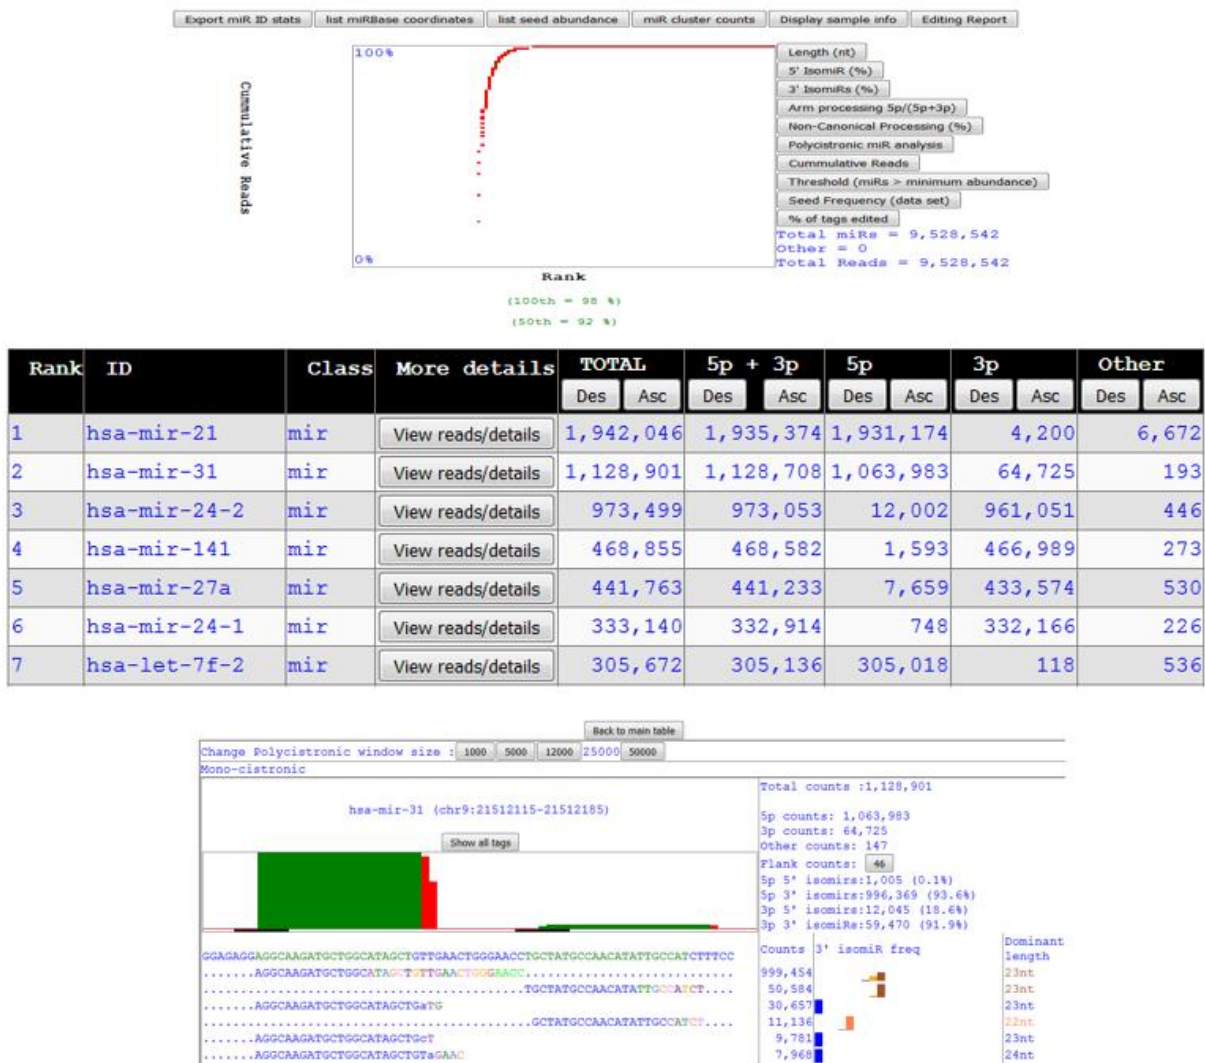 Export miR ID stats list miRBase coordinates list seed abundance miR cluster counts Display sample info Editing Report
100%
Cummulative Reads
0%
Rank
(100th = 98 %)
(50th = 92 %)
Length (nt)
5' IsomiR (%)
3' IsomiRs (%)
Arm processing 5p/(5p+3p)
Non-Canonical Processing (%)
Polycistronic miR analysis
Cummulative Reads
Threshold (miRs > minimum abundance)
Seed Frequency (data set)
% of tags edited
Total miRs = 9,528,542
Other = 0
Total Reads = 9,528,542
Rank ID Class More details TOTAL 5p + 3p 5p 3p Other
Des Asc Des Asc Des Asc Des Asc Des Asc
1 hsa-mir-21 mir View reads/details 1,942,046 1,935,374 1,931,174 4,200 6,672
2 hsa-mir-31 mir View reads/details 1,128,901 1,128,708 1,063,983 64,725 193
3 hsa-mir-24-2 mir View reads/details 973,499 973,053 12,002 961,051 446
4 hsa-mir-141 mir View reads/details 468,855 468,582 1,593 466,989 273
5 hsa-mir-27a mir View reads/details 441,763 441,233 7,659 433,574 530
6 hsa-mir-24-1 mir View reads/details 333,140 332,914 748 332,166 226
7 hsa-let-7f-2 mir View reads/details 305,672 305,136 305,018 118 536
Back to main table
Change Polycistronic window size : 1000 5000 12000 25000 50000
Mono-cistronic
hsa-mir-31 (chr9:21512115-21512185)
Show all tags
Total counts :1,128,901
5p counts: 1,063,983
3p counts: 64,725
Other counts: 147
Flank counts: 46
5p 5' isomirs:1,005 (0.1%)
5p 3' isomirs:996,369 (93.6%)
3p 5' isomirs:12,045 (18.6%)
3p 3' isomiRs:59,470 (91.9%)
Counts 3' isomiR freq Dominant length
GGAGAGGAGGCAAGATGCTGGCATAGCTGTTGAACTGGGAACCTGCTATGCCAACATATTGCCATCTTTCC
.......AGGCAAGATGCTGGCATAGCTGTTGAACTGGGAACC............................. 999,454 23nt
...........................................TGCTATGCCAACATATTGCCATCT.... 50,584 23nt
.......AGGCAAGATGCTGGCATAGCTGaTG 30,657 23nt
............................................GCTATGCCAACATATTGCCATCT.... 11,136 22nt
.......AGGCAAGATGCTGGCATAGCTGcT 9,781 23nt
.......AGGCAAGATGCTGGCATAGCTGTaGAAC 7,968 24nt